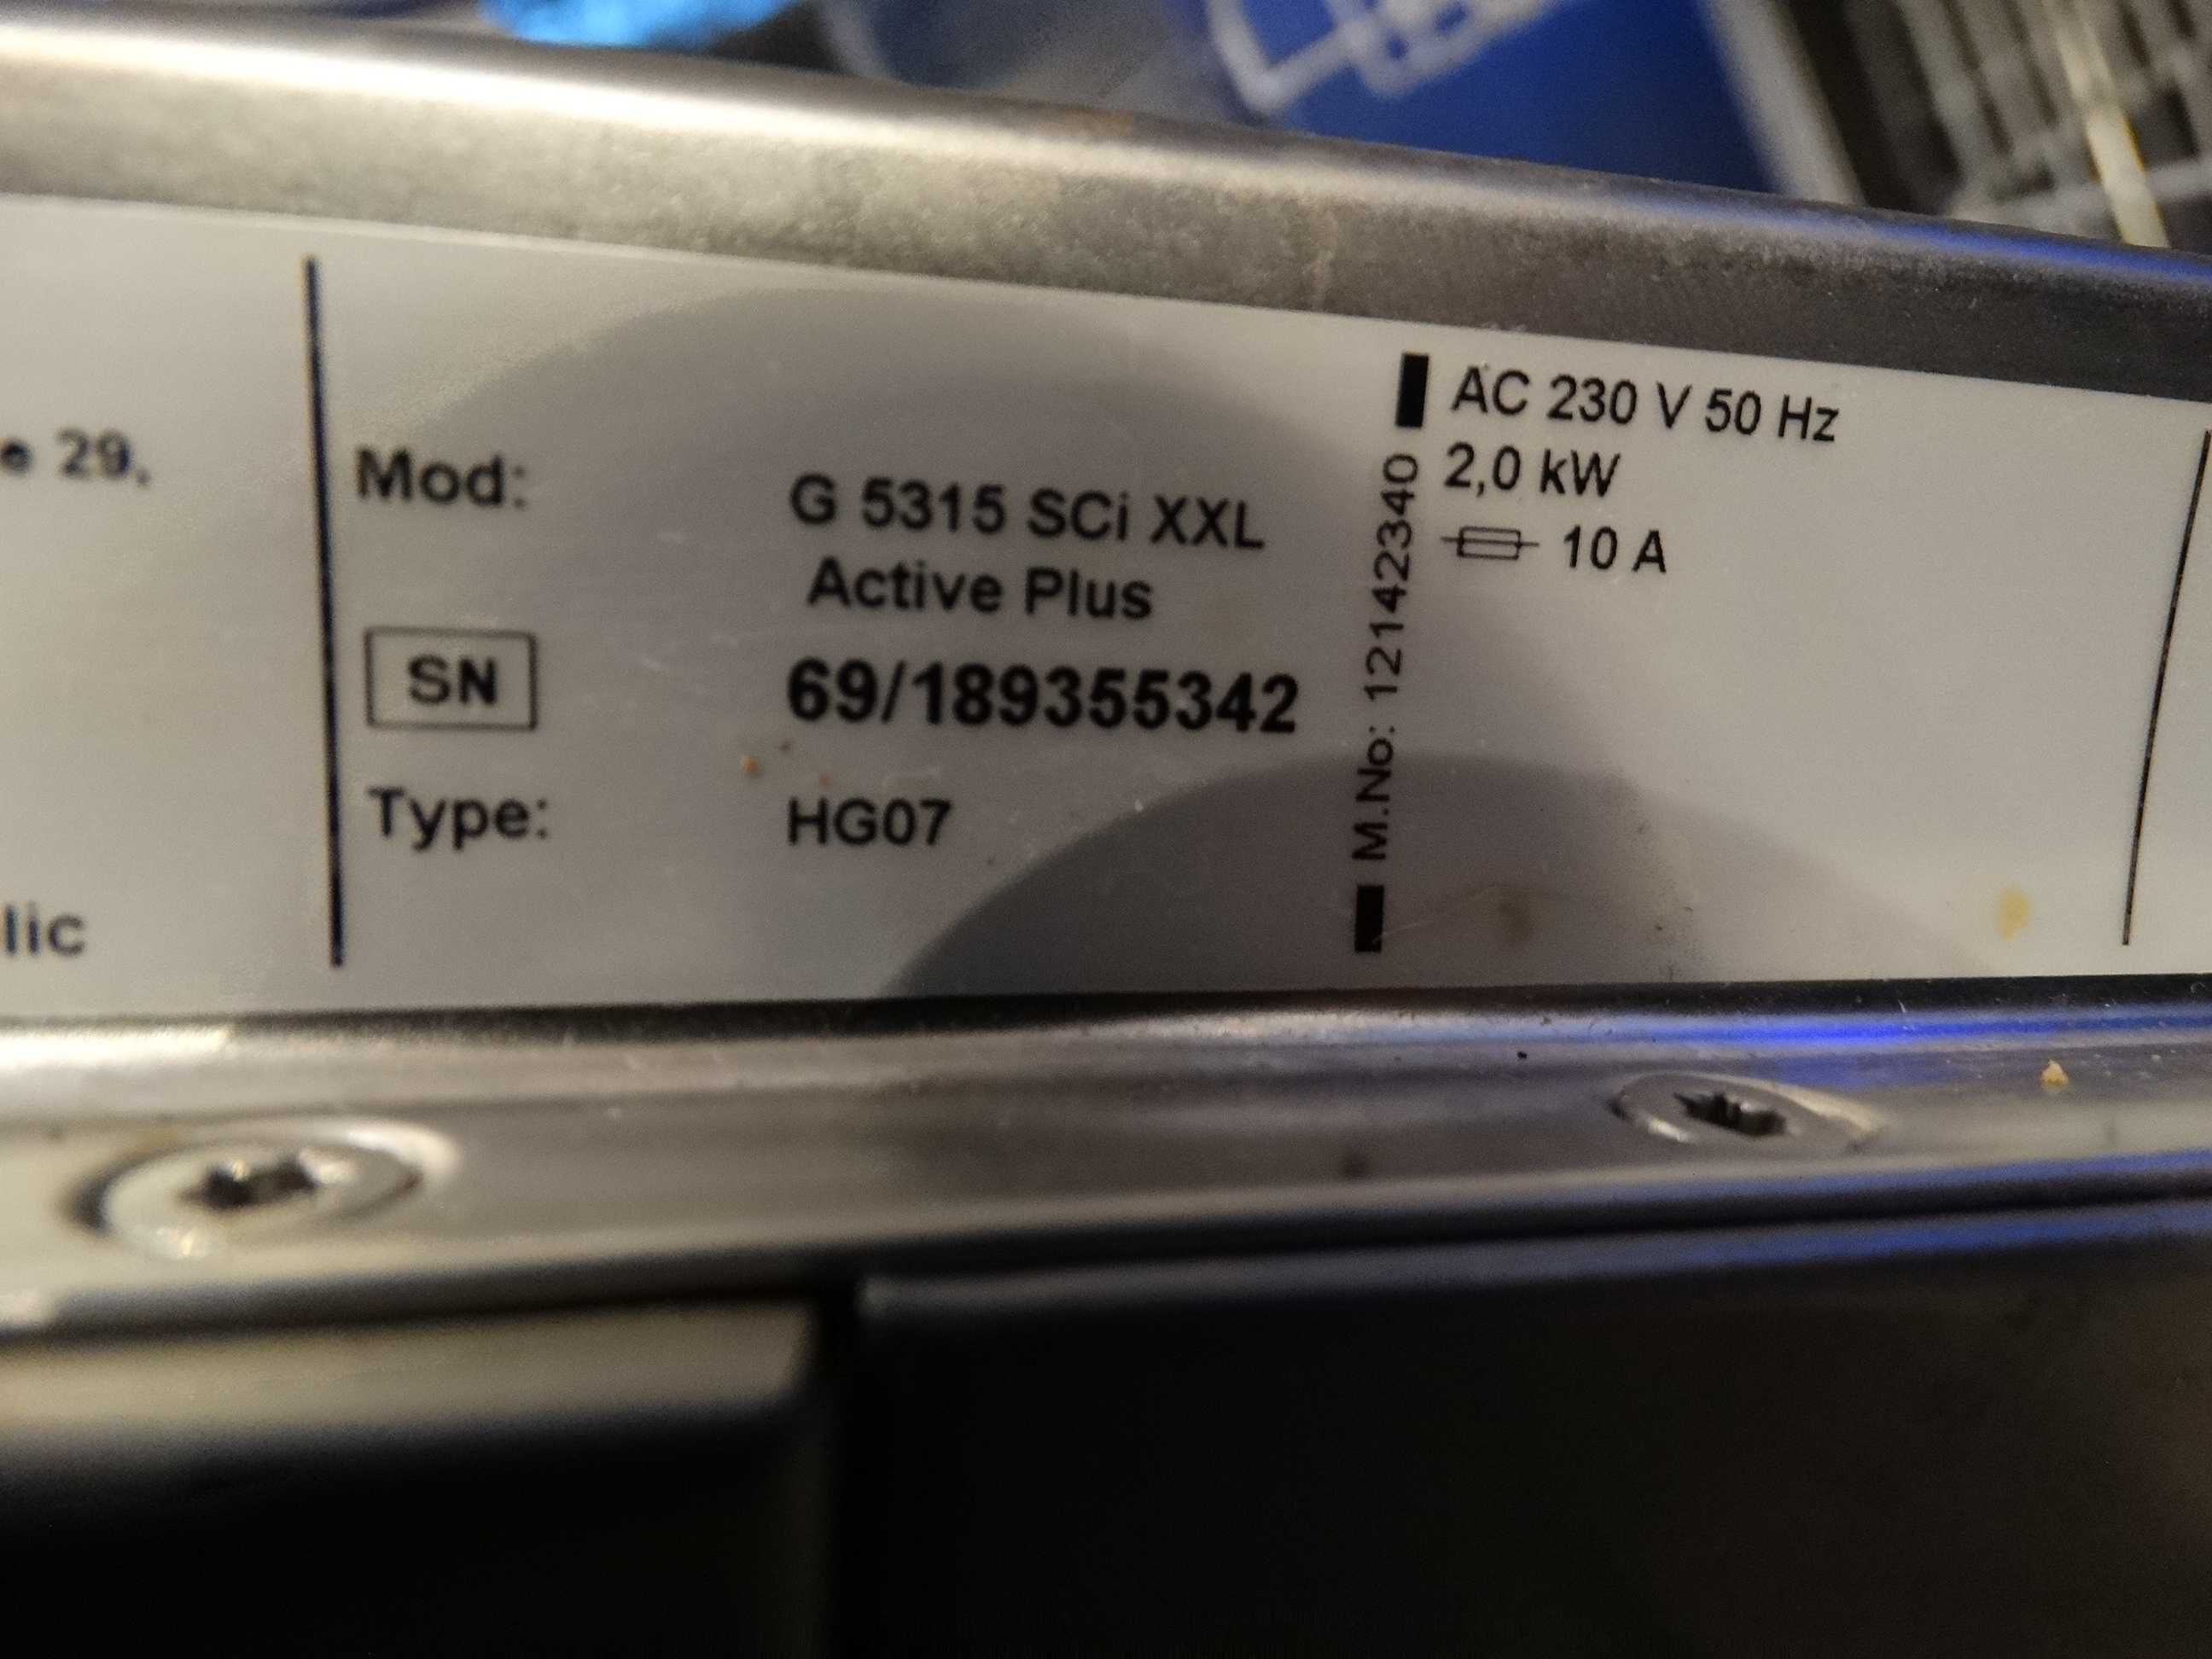 e 29,
lic
Mod:
G 5315 SCi XXL
Active Plus
SN
69/189355342
Type:
HG07
M.No: 12142340
AC 230 V 50 Hz
2,0 kW
10 A